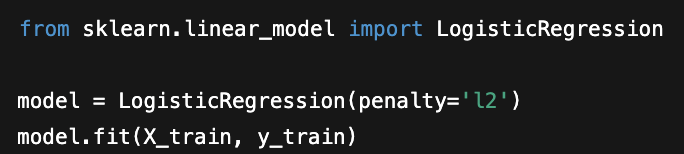 from sklearn.linear_model import LogisticRegression
model = LogisticRegression(penalty='l2')
model.fit(X_train, y_train)